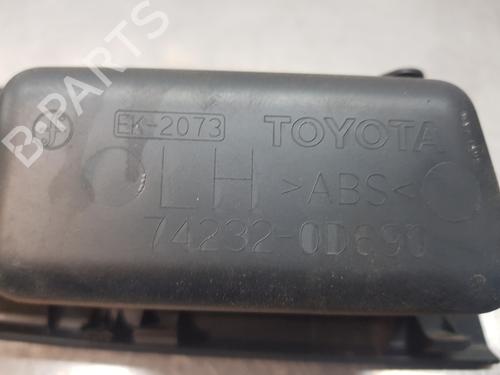 B-PARTS
EK-2073 TOYOTA
LH >ABS<
74232-0D690